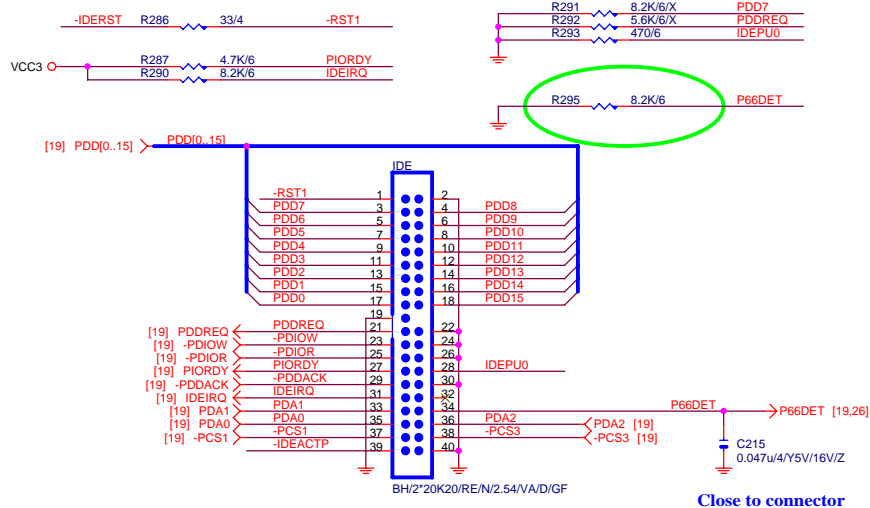 -IDERST R286 33/4 -RST1
R291 8.2K/6/X PDD7
R292 5.6K/6/X PDDREQ
R293 470/6 IDEPU0
VCC3 R287 4.7K/6 PIORDY
R290 8.2K/6 IDEIRQ
R295 8.2K/6 P66DET
[19] PDD[0..15] PDD[0..15]
IDE
-RST1 1 2
PDD7 3 4 PDD8
PDD6 5 6 PDD9
PDD5 7 8 PDD10
PDD4 9 10 PDD11
PDD3 11 12 PDD12
PDD2 13 14 PDD13
PDD1 15 16 PDD14
PDD0 17 18 PDD15
19
[19] PDDREQ PDDREQ 21 22
[19] -PDIOW -PDIOW 23 24
[19] -PDIOR -PDIOR 25 26
[19] PIORDY PIORDY 27 28 IDEPU0
[19] -PDDACK -PDDACK 29 30
[19] IDEIRQ IDEIRQ 31 32
[19] PDA1 PDA1 33 34 P66DET P66DET [19,26]
[19] PDA0 PDA0 35 36 PDA2 PDA2 [19]
[19] -PCS1 -PCS1 37 38 -PCS3 -PCS3 [19]
-IDEACTP 39 40
C215
0.047u/4/Y5V/16V/Z
BH/2*20K20/RE/N/2.54/VA/D/GF
Close to connector